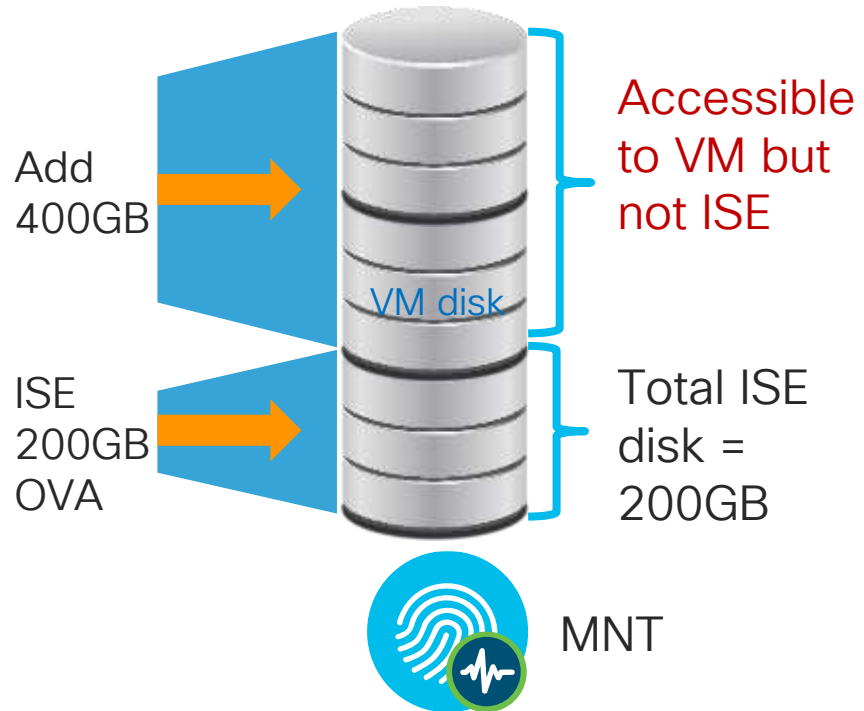 Add
400GB
Accessible
to VM but
not ISE
VM disk
ISE
200GB
OVA
Total ISE
disk =
200GB
MNT